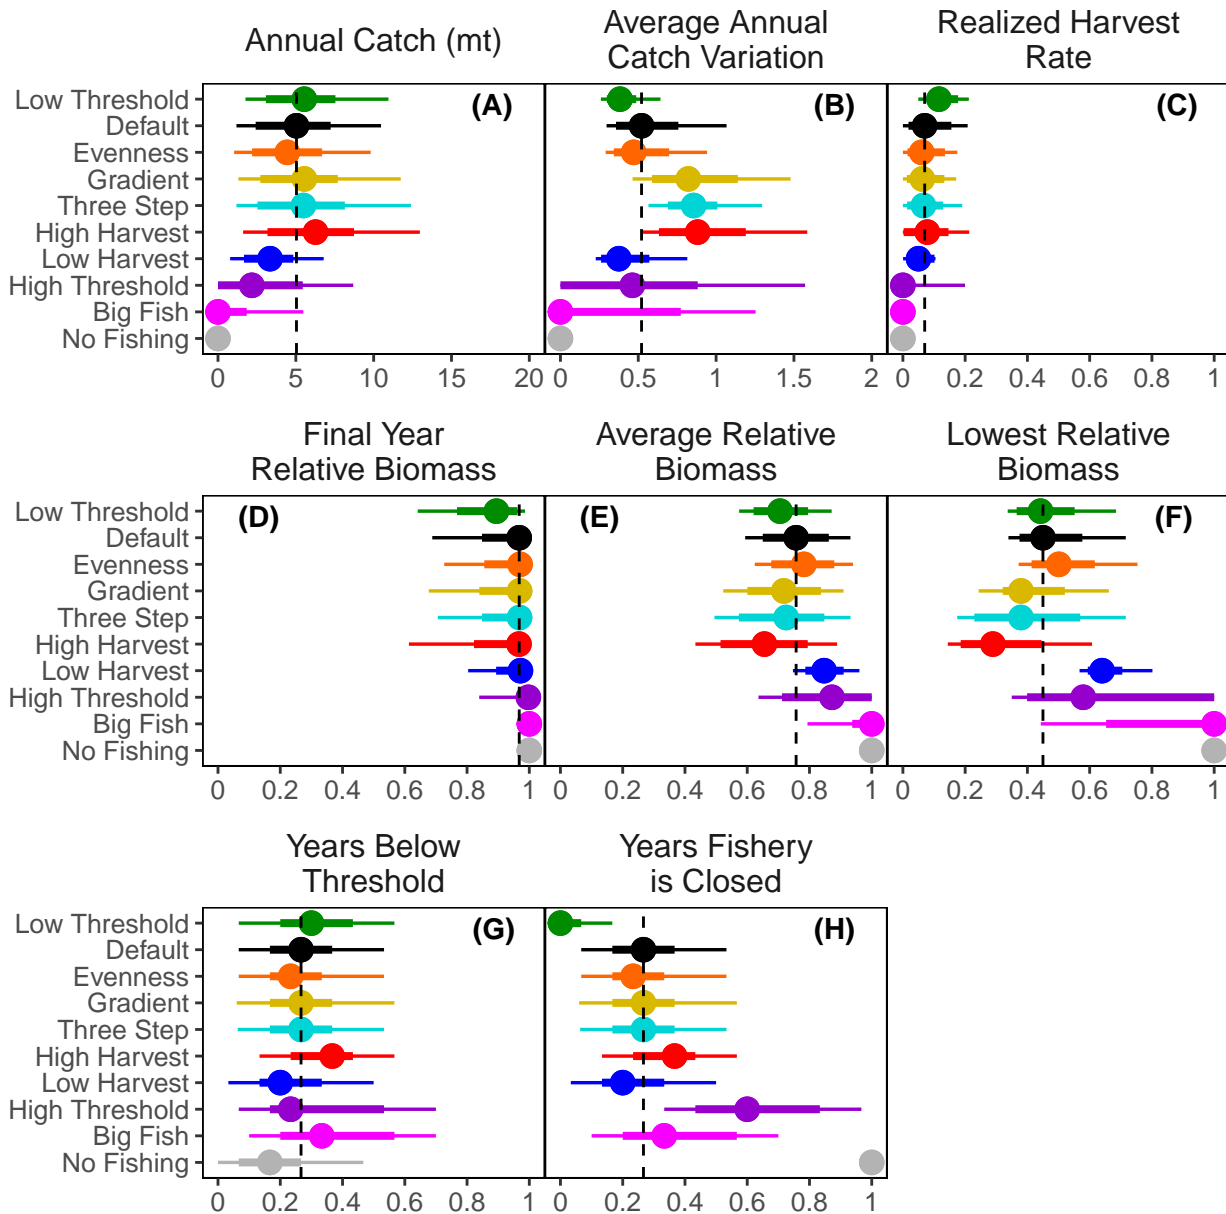 Annual Catch (mt)
Average Annual
Catch Variation
Realized Harvest
Rate
Low Threshold
Default
Evenness
Gradient
Three Step
High Harvest
Low Harvest
High Threshold
Big Fish
No Fishing
(A)
(B)
(C)
0 5 10 15 20
0 0.5 1 1.5 2
0 0.2 0.4 0.6 0.8 1
Final Year
Relative Biomass
Average Relative
Biomass
Lowest Relative
Biomass
Low Threshold
Default
Evenness
Gradient
Three Step
High Harvest
Low Harvest
High Threshold
Big Fish
No Fishing
(D)
(E)
(F)
0 0.2 0.4 0.6 0.8 1
0 0.2 0.4 0.6 0.8 1
0 0.2 0.4 0.6 0.8 1
Years Below
Threshold
Years Fishery
is Closed
Low Threshold
Default
Evenness
Gradient
Three Step
High Harvest
Low Harvest
High Threshold
Big Fish
No Fishing
(G)
(H)
0 0.2 0.4 0.6 0.8 1
0 0.2 0.4 0.6 0.8 1